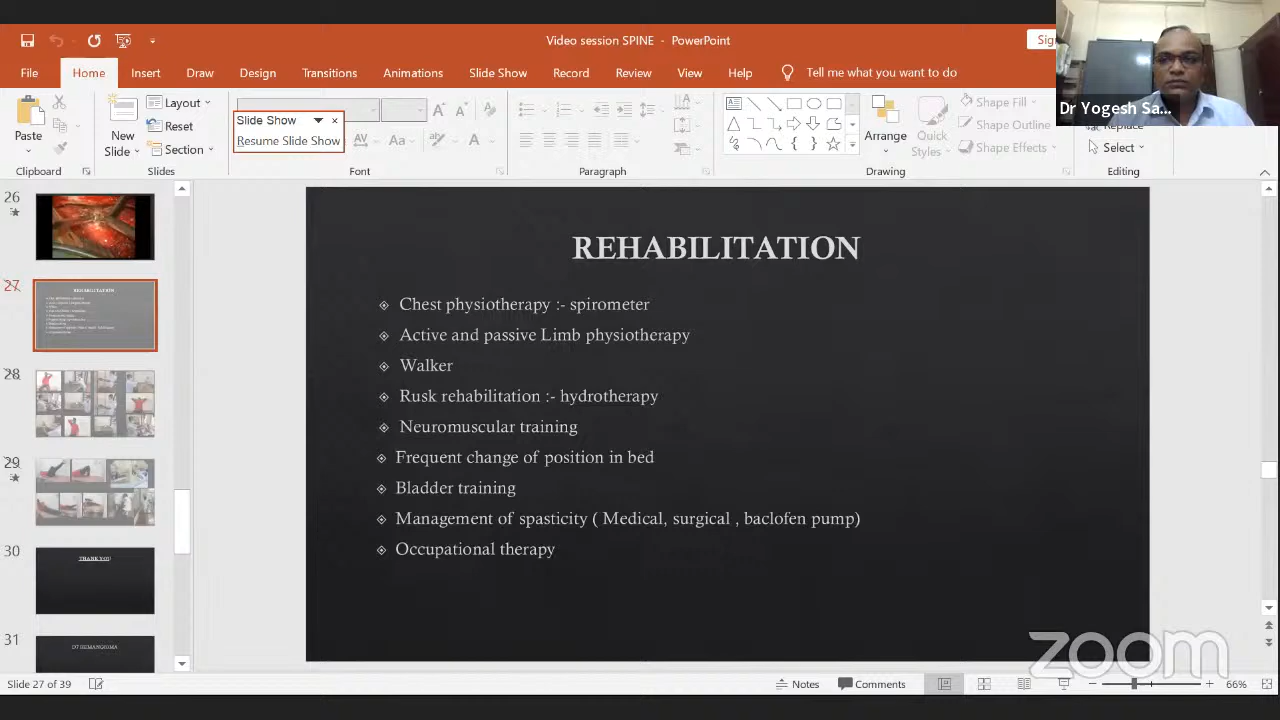 Video session SPINE - PowerPoint
Sig
File
Home
Insert
Draw
Design
Transitions
Animations
Slide Show
Record
Review
View
Help
Tell me what you want to do
Dr Yogesh Sa...
Paste
Clipboard
New
Slide
Layout
Reset
Section
Slides
Slide Show
Resume Slide Show
Font
Paragraph
Arrange
Quick
Styles
Shape Fill
Shape Outline
Shape Effects
Drawing
Replace
Select
Editing
26
27
28
29
30
THANK YOU
31
REHABILITATION
Chest physiotherapy :- spirometer
Active and passive Limb physiotherapy
Walker
Rusk rehabilitation :- hydrotherapy
Neuromuscular training
Frequent change of position in bed
Bladder training
Management of spasticity ( Medical, surgical , baclofen pump)
Occupational therapy
zoom
Slide 27 of 39
Notes
Comments
66%